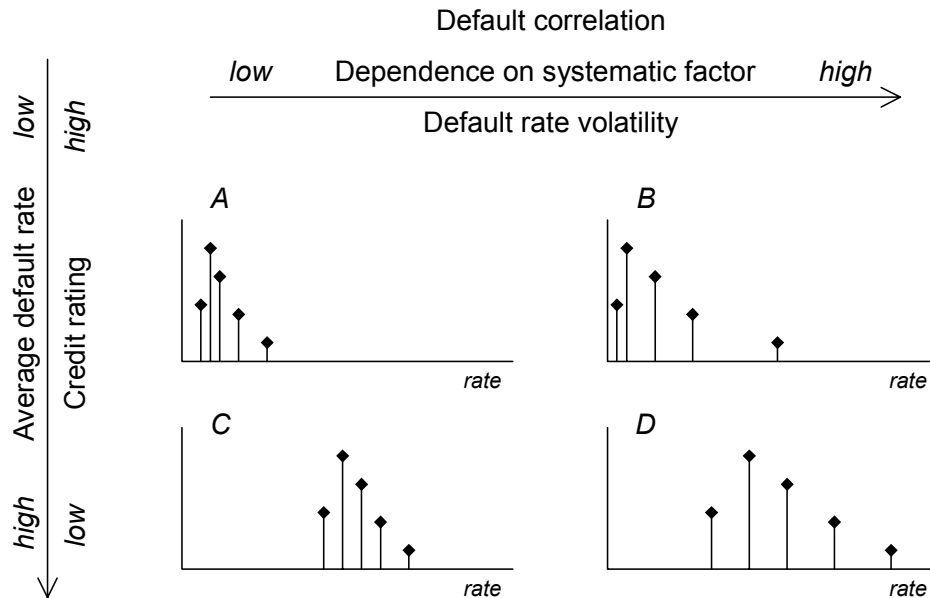 Default correlation
low Dependence on systematic factor high
Default rate volatility
low
high
Average default rate
Credit rating
high
low
A
B
rate
rate
C
D
rate
rate